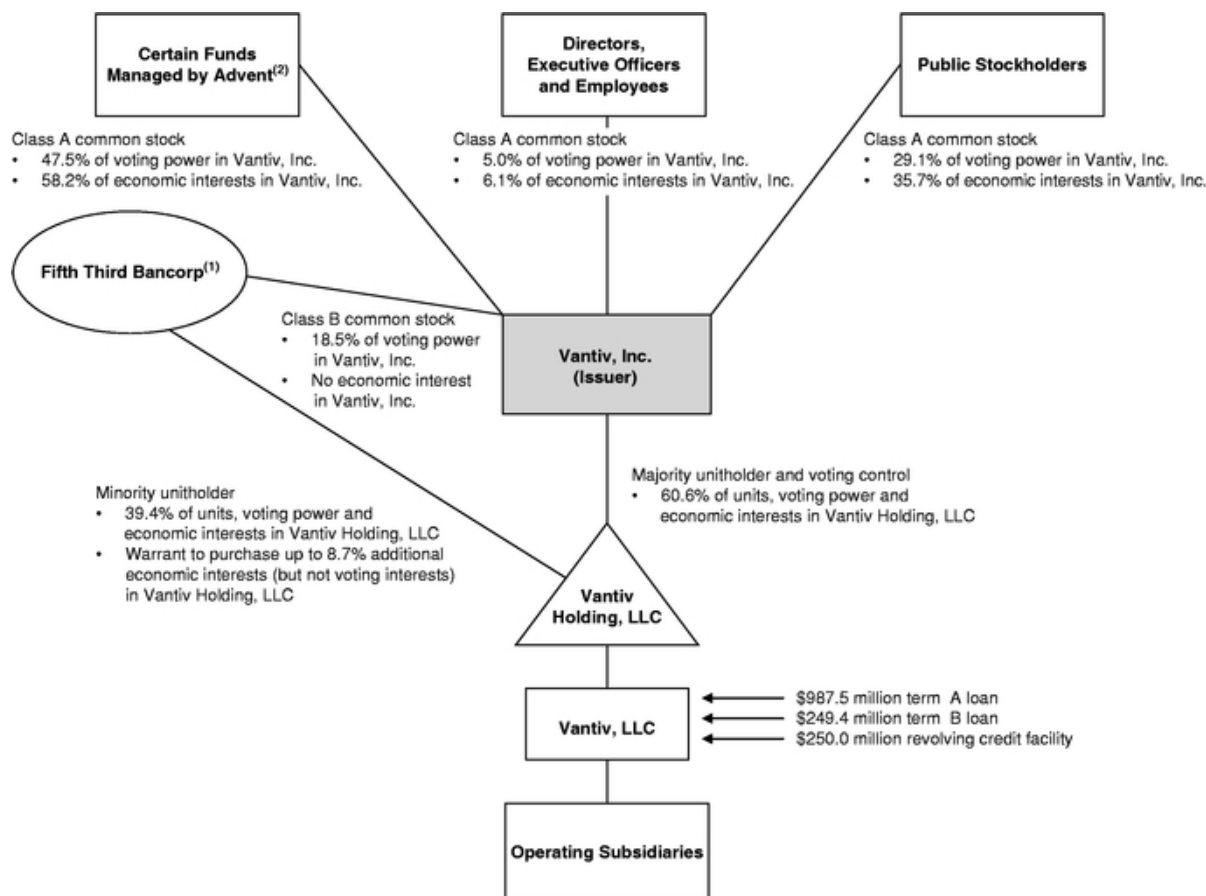 Certain Funds
Managed by Advent(2)
Directors,
Executive Officers
and Employees
Public Stockholders
Class A common stock
• 47.5% of voting power in Vantiv, Inc.
• 58.2% of economic interests in Vantiv, Inc.
Class A common stock
• 5.0% of voting power in Vantiv, Inc.
• 6.1% of economic interests in Vantiv, Inc.
Class A common stock
• 29.1% of voting power in Vantiv, Inc.
• 35.7% of economic interests in Vantiv, Inc.
Fifth Third Bancorp(1)
Class B common stock
• 18.5% of voting power
in Vantiv, Inc.
• No economic interest
in Vantiv, Inc.
Vantiv, Inc.
(Issuer)
Minority unitholder
• 39.4% of units, voting power and
economic interests in Vantiv Holding, LLC
• Warrant to purchase up to 8.7% additional
economic interests (but not voting interests)
in Vantiv Holding, LLC
Majority unitholder and voting control
• 60.6% of units, voting power and
economic interests in Vantiv Holding, LLC
Vantiv
Holding, LLC
Vantiv, LLC
$987.5 million term A loan
$249.4 million term B loan
$250.0 million revolving credit facility
Operating Subsidiaries